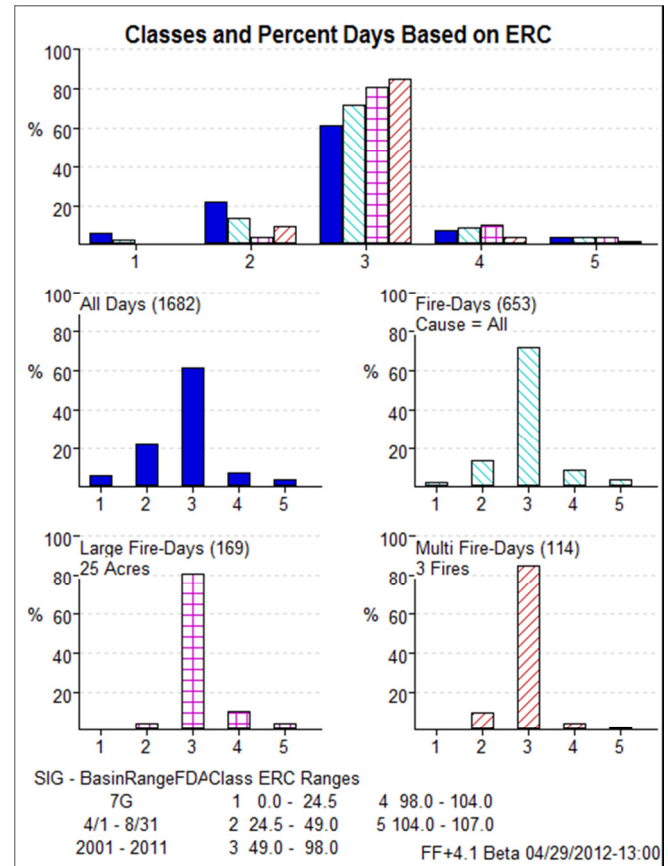 Classes and Percent Days Based on ERC
100
80
%
60
40
20
1 2 3 4 5
100
All Days (1682)
80
%
60
40
20
1 2 3 4 5
100
Fire-Days (653)
Cause = All
80
%
60
40
20
1 2 3 4 5
100
Large Fire-Days (169)
25 Acres
80
%
60
40
20
1 2 3 4 5
100
Multi Fire-Days (114)
3 Fires
80
%
60
40
20
1 2 3 4 5
SIG - BasinRangeFDAClass ERC Ranges
7G 1 0.0 - 24.5 4 98.0 - 104.0
4/1 - 8/31 2 24.5 - 49.0 5 104.0 - 107.0
2001 - 2011 3 49.0 - 98.0 FF+4.1 Beta 04/29/2012-13:00